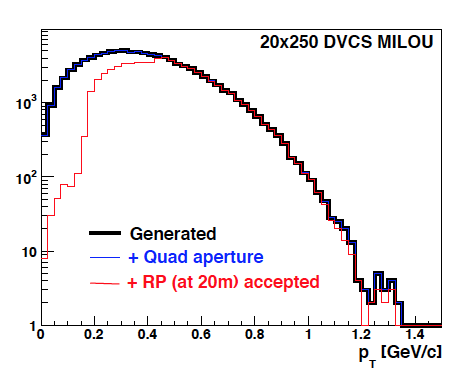 20x250 DVCS MILOU
10³
10²
10
1
Generated
+ Quad aperture
+ RP (at 20m) accepted
0 0.2 0.4 0.6 0.8 1 1.2 1.4
p_T [GeV/c]